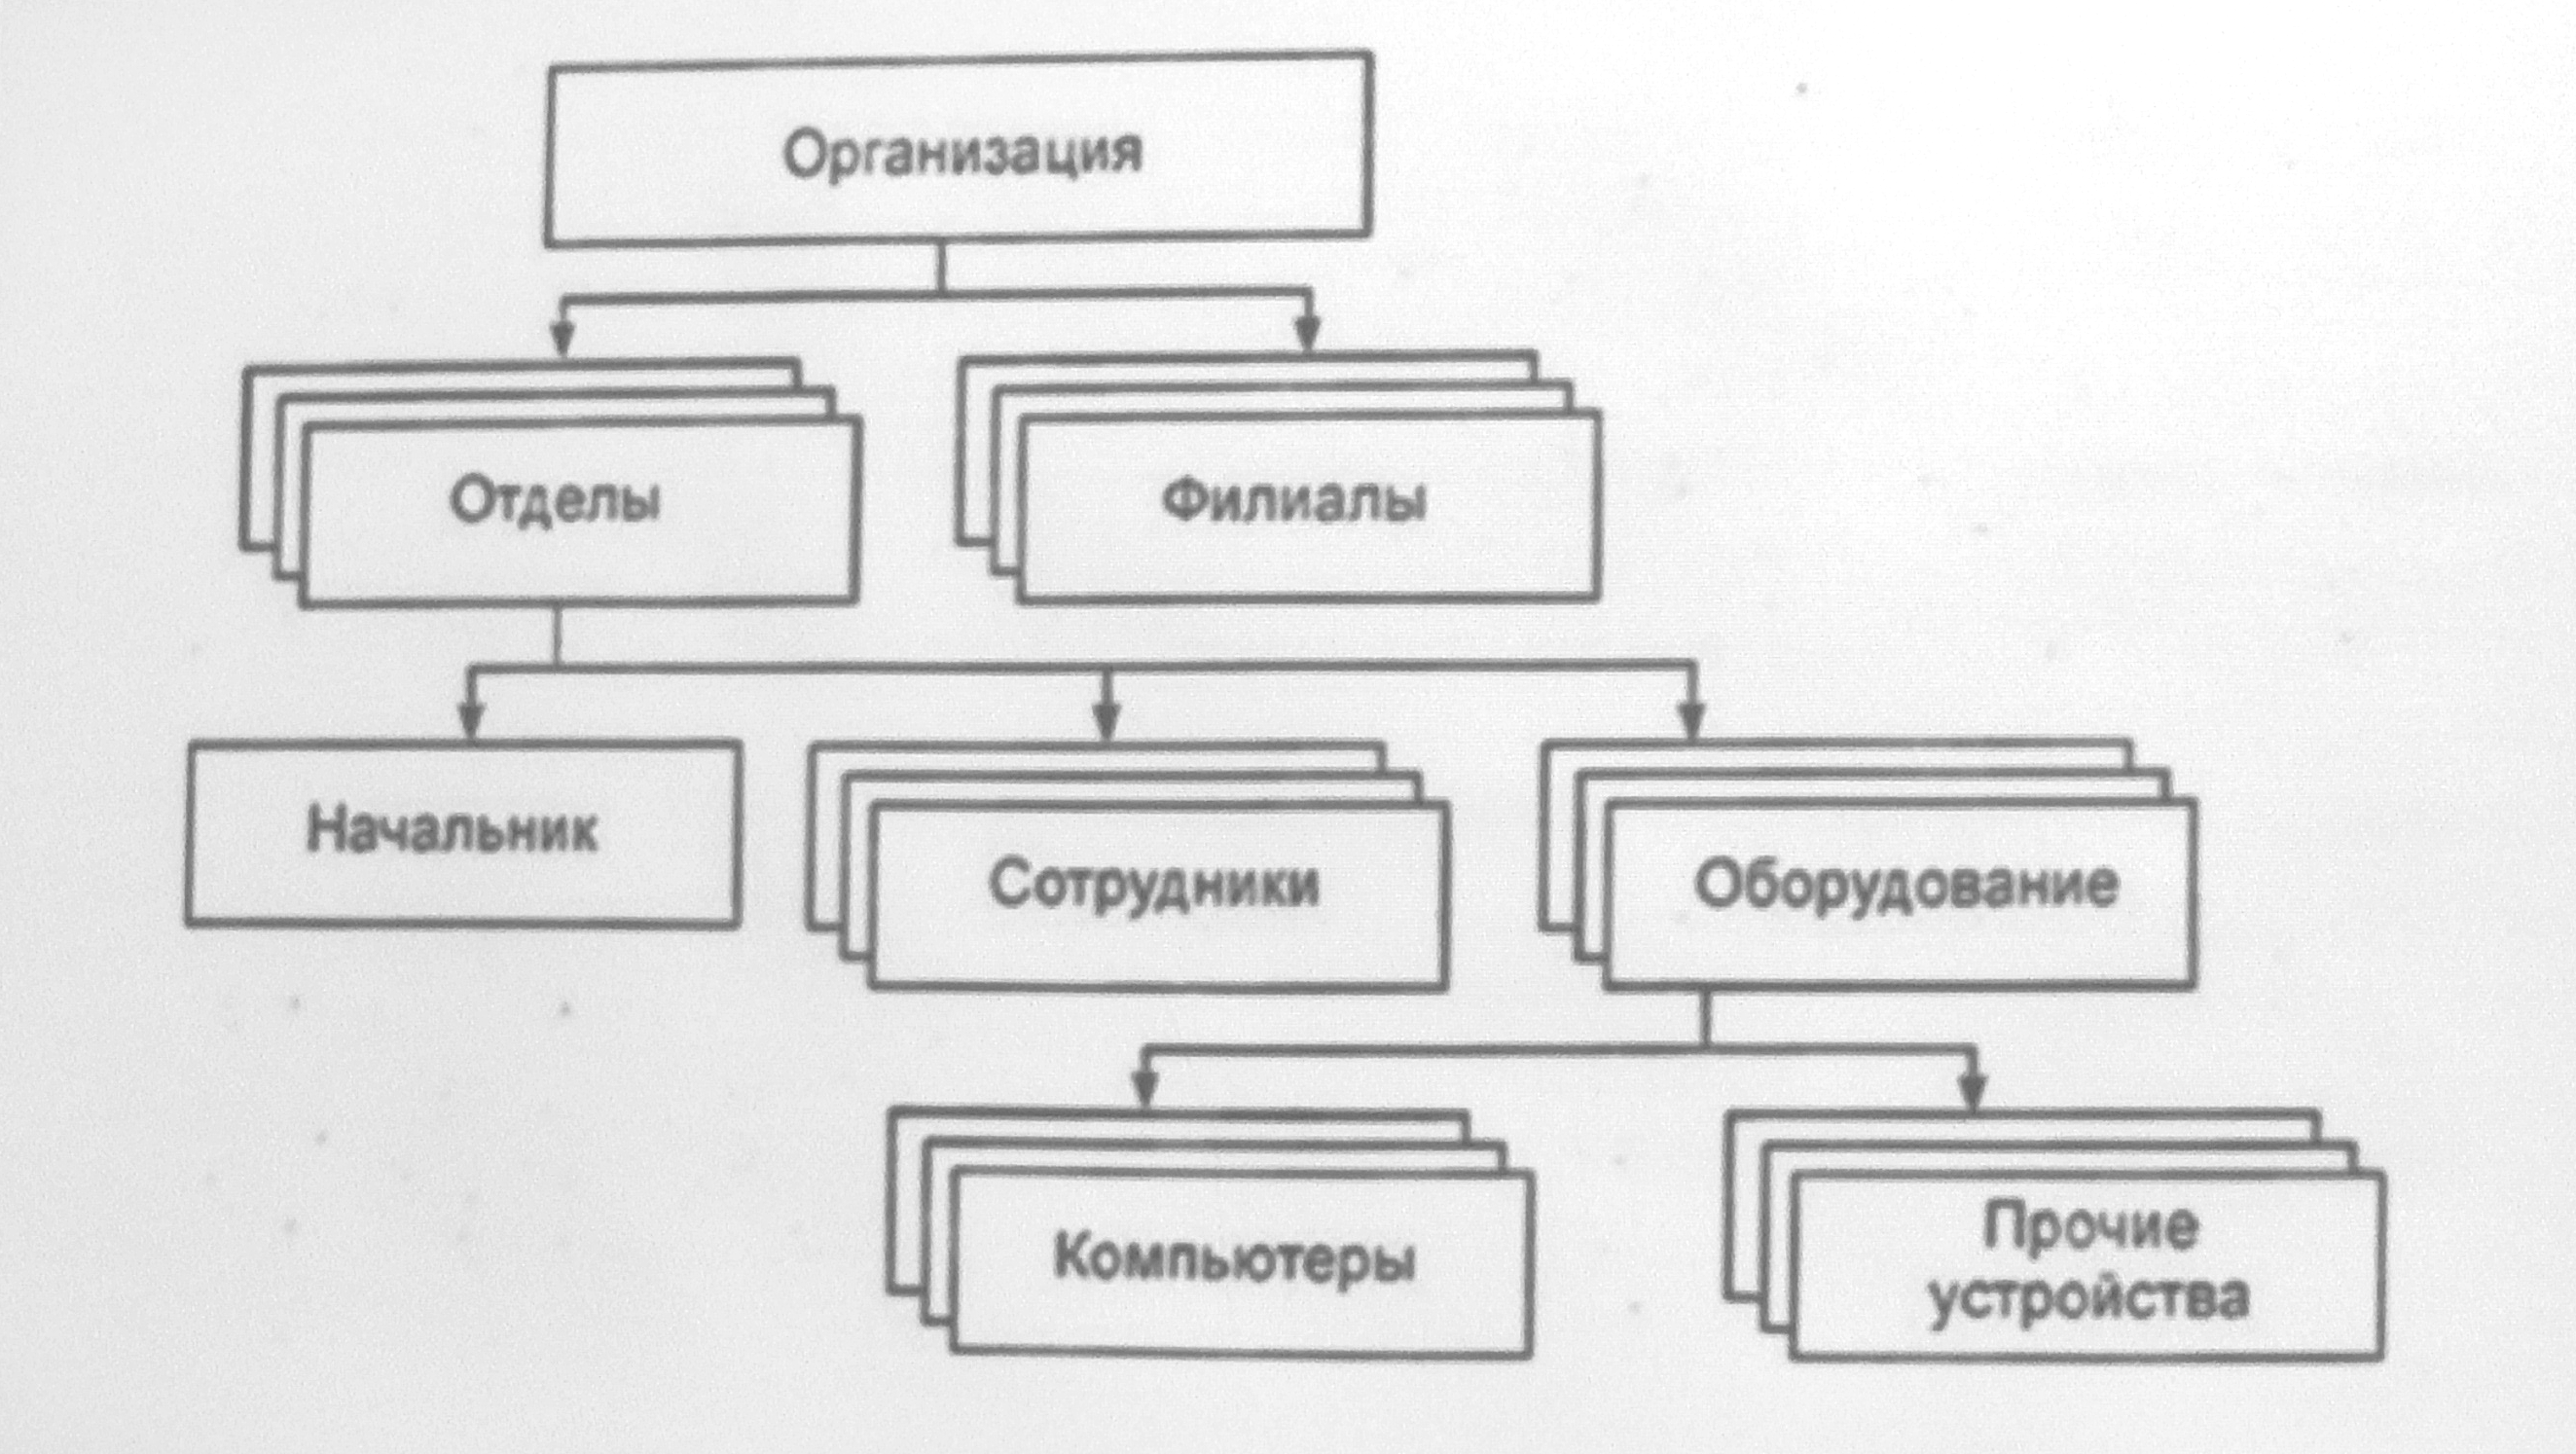 Организация
Отделы
Филиалы
Начальник
Сотрудники
Оборудование
Компьютеры
Прочие
устройства